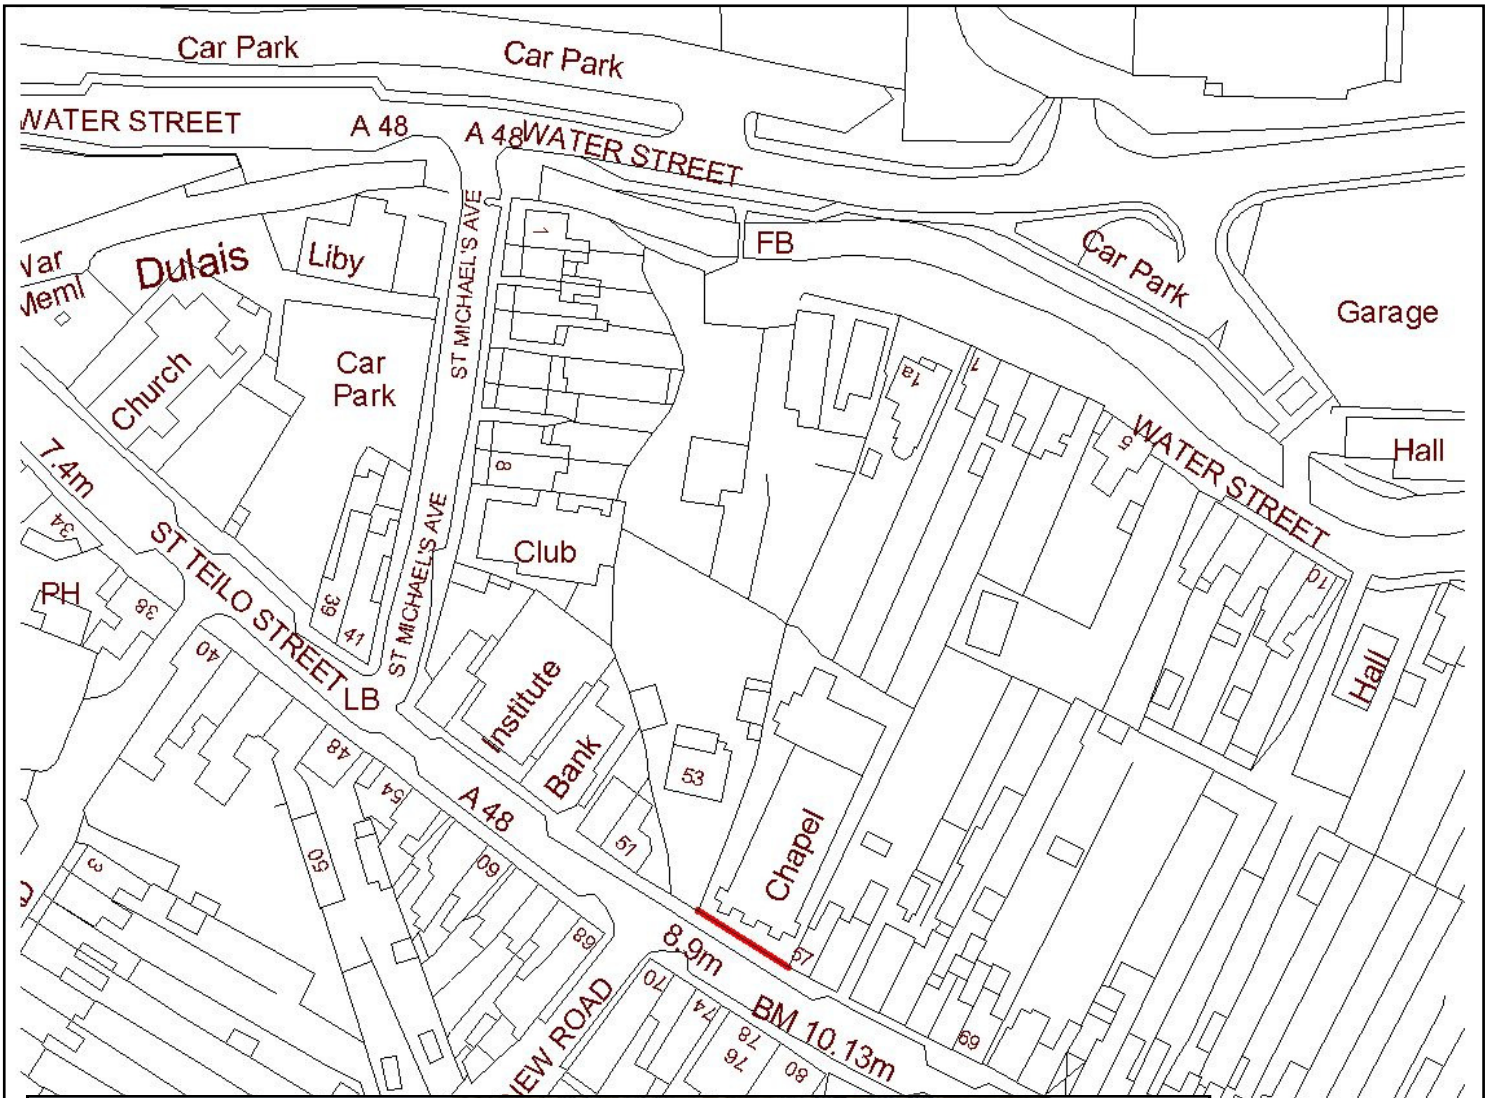 Car Park
Car Park
WATER STREET
A 48
A 48
WATER STREET
ST MICHAEL'S AVE
Dulais
Liby
1
FB
Car Park
Garage
Meml
Church
Car
Park
1a
1
5
WATER STREET
Hall
7.4m
34
8
ST MICHAEL'S AVE
Club
10
PH
38
ST TEILO STREET
39
41
40
LB
Institute
Bank
Hall
48
53
54
A 48
51
Chapel
3
50
60
68
8.9m
57
70
74
78
76
80
BM 10.13m
69
NEW ROAD